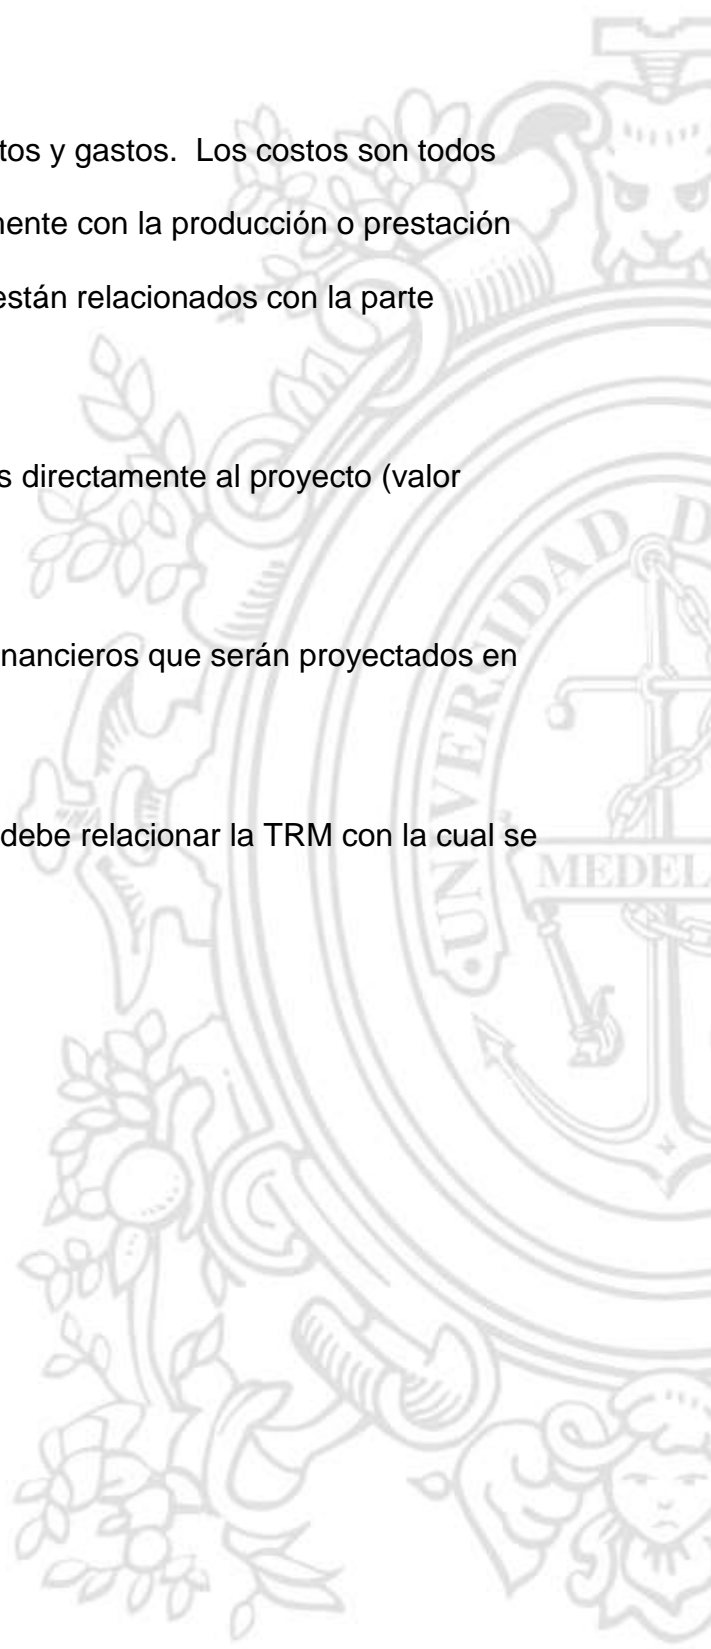 tos y gastos. Los costos son todos
mente con la producción o prestación
están relacionados con la parte
s directamente al proyecto (valor
nancieros que serán proyectados en
debe relacionar la TRM con la cual se
UNIVERSIDAD D
MEDEL